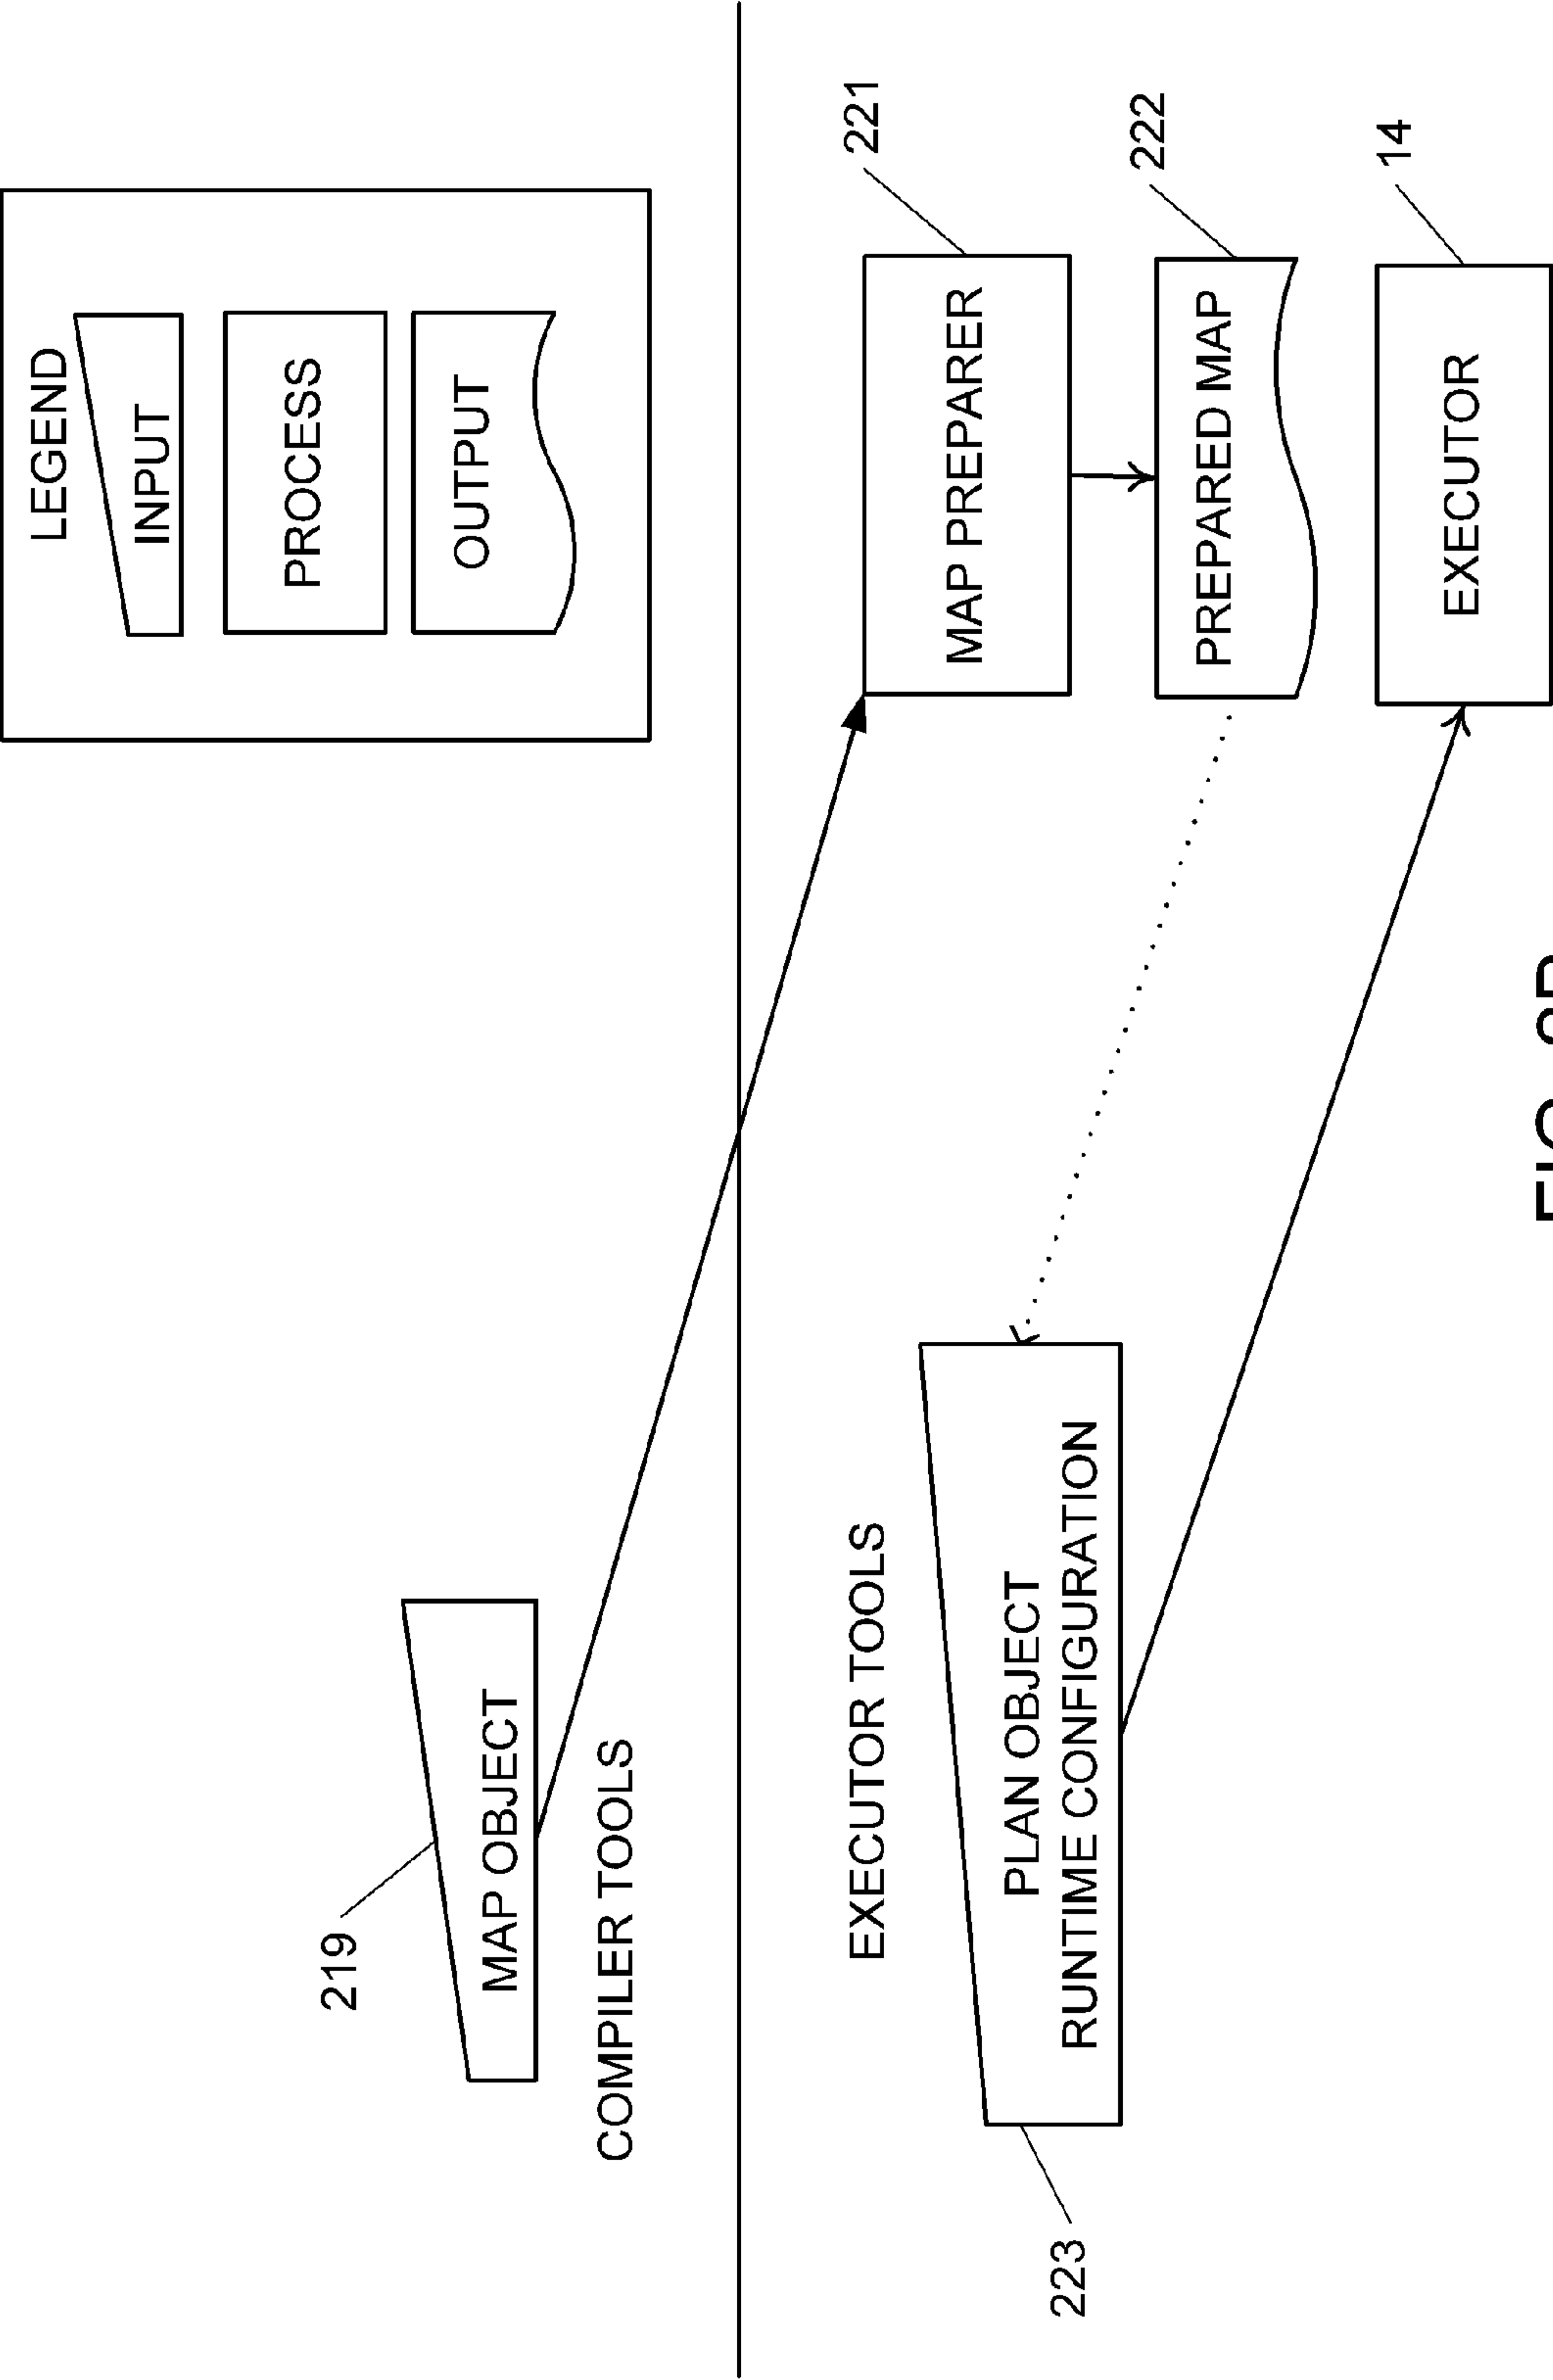 LEGEND
INPUT
PROCESS
OUTPUT
219
MAP OBJECT
COMPILER TOOLS
EXECUTOR TOOLS
221
MAP PREPARER
222
PREPARED MAP
223
PLAN OBJECT
RUNTIME CONFIGURATION
14
EXECUTOR
FIG.